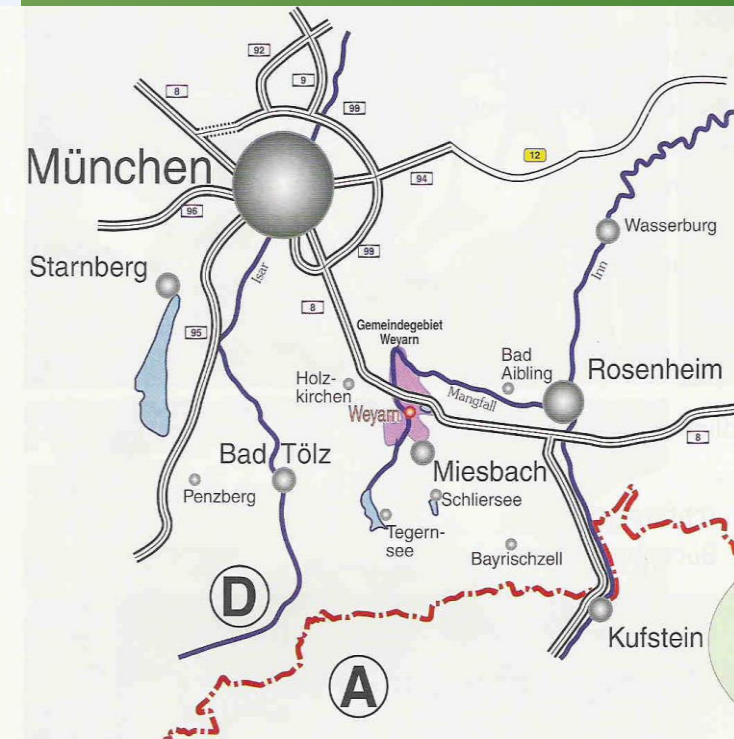 92
8
9
99
München
12
94
96
Wasserburg
99
Starnberg
Isar
Inn
8
Gemeindegebiet
Weyarn
95
Bad
Aibling
Rosenheim
Holz-
kirchen
Mangfall
Weyarn
8
Bad Tölz
Miesbach
Penzberg
Schliersee
Tegern-
see
Bayrischzell
D
Kufstein
A